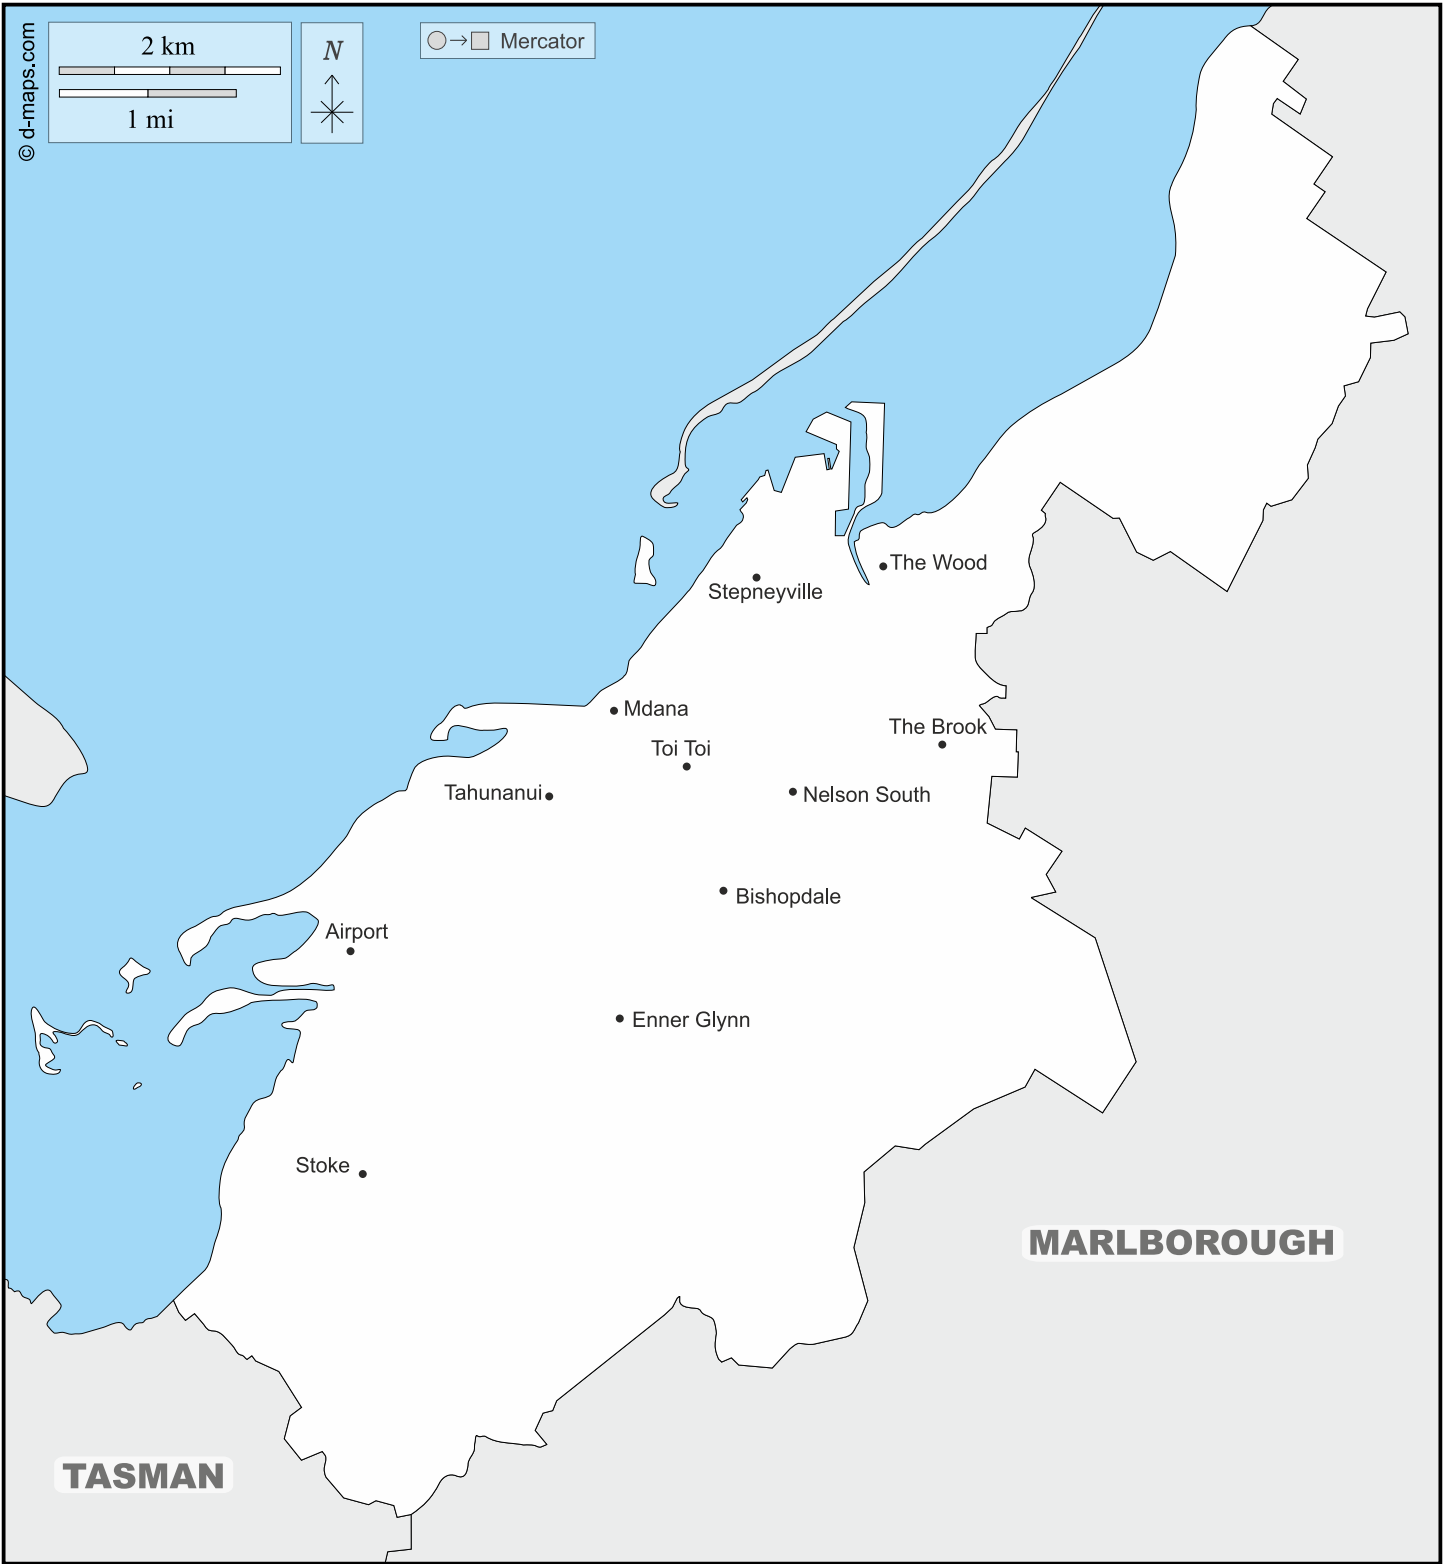 © d-maps.com
2 km
1 mi
N
Mercator
The Wood
Stepneyville
Mdana
The Brook
Toi Toi
Tahunanui
Nelson South
Bishopdale
Airport
Enner Glynn
Stoke
MARLBOROUGH
TASMAN